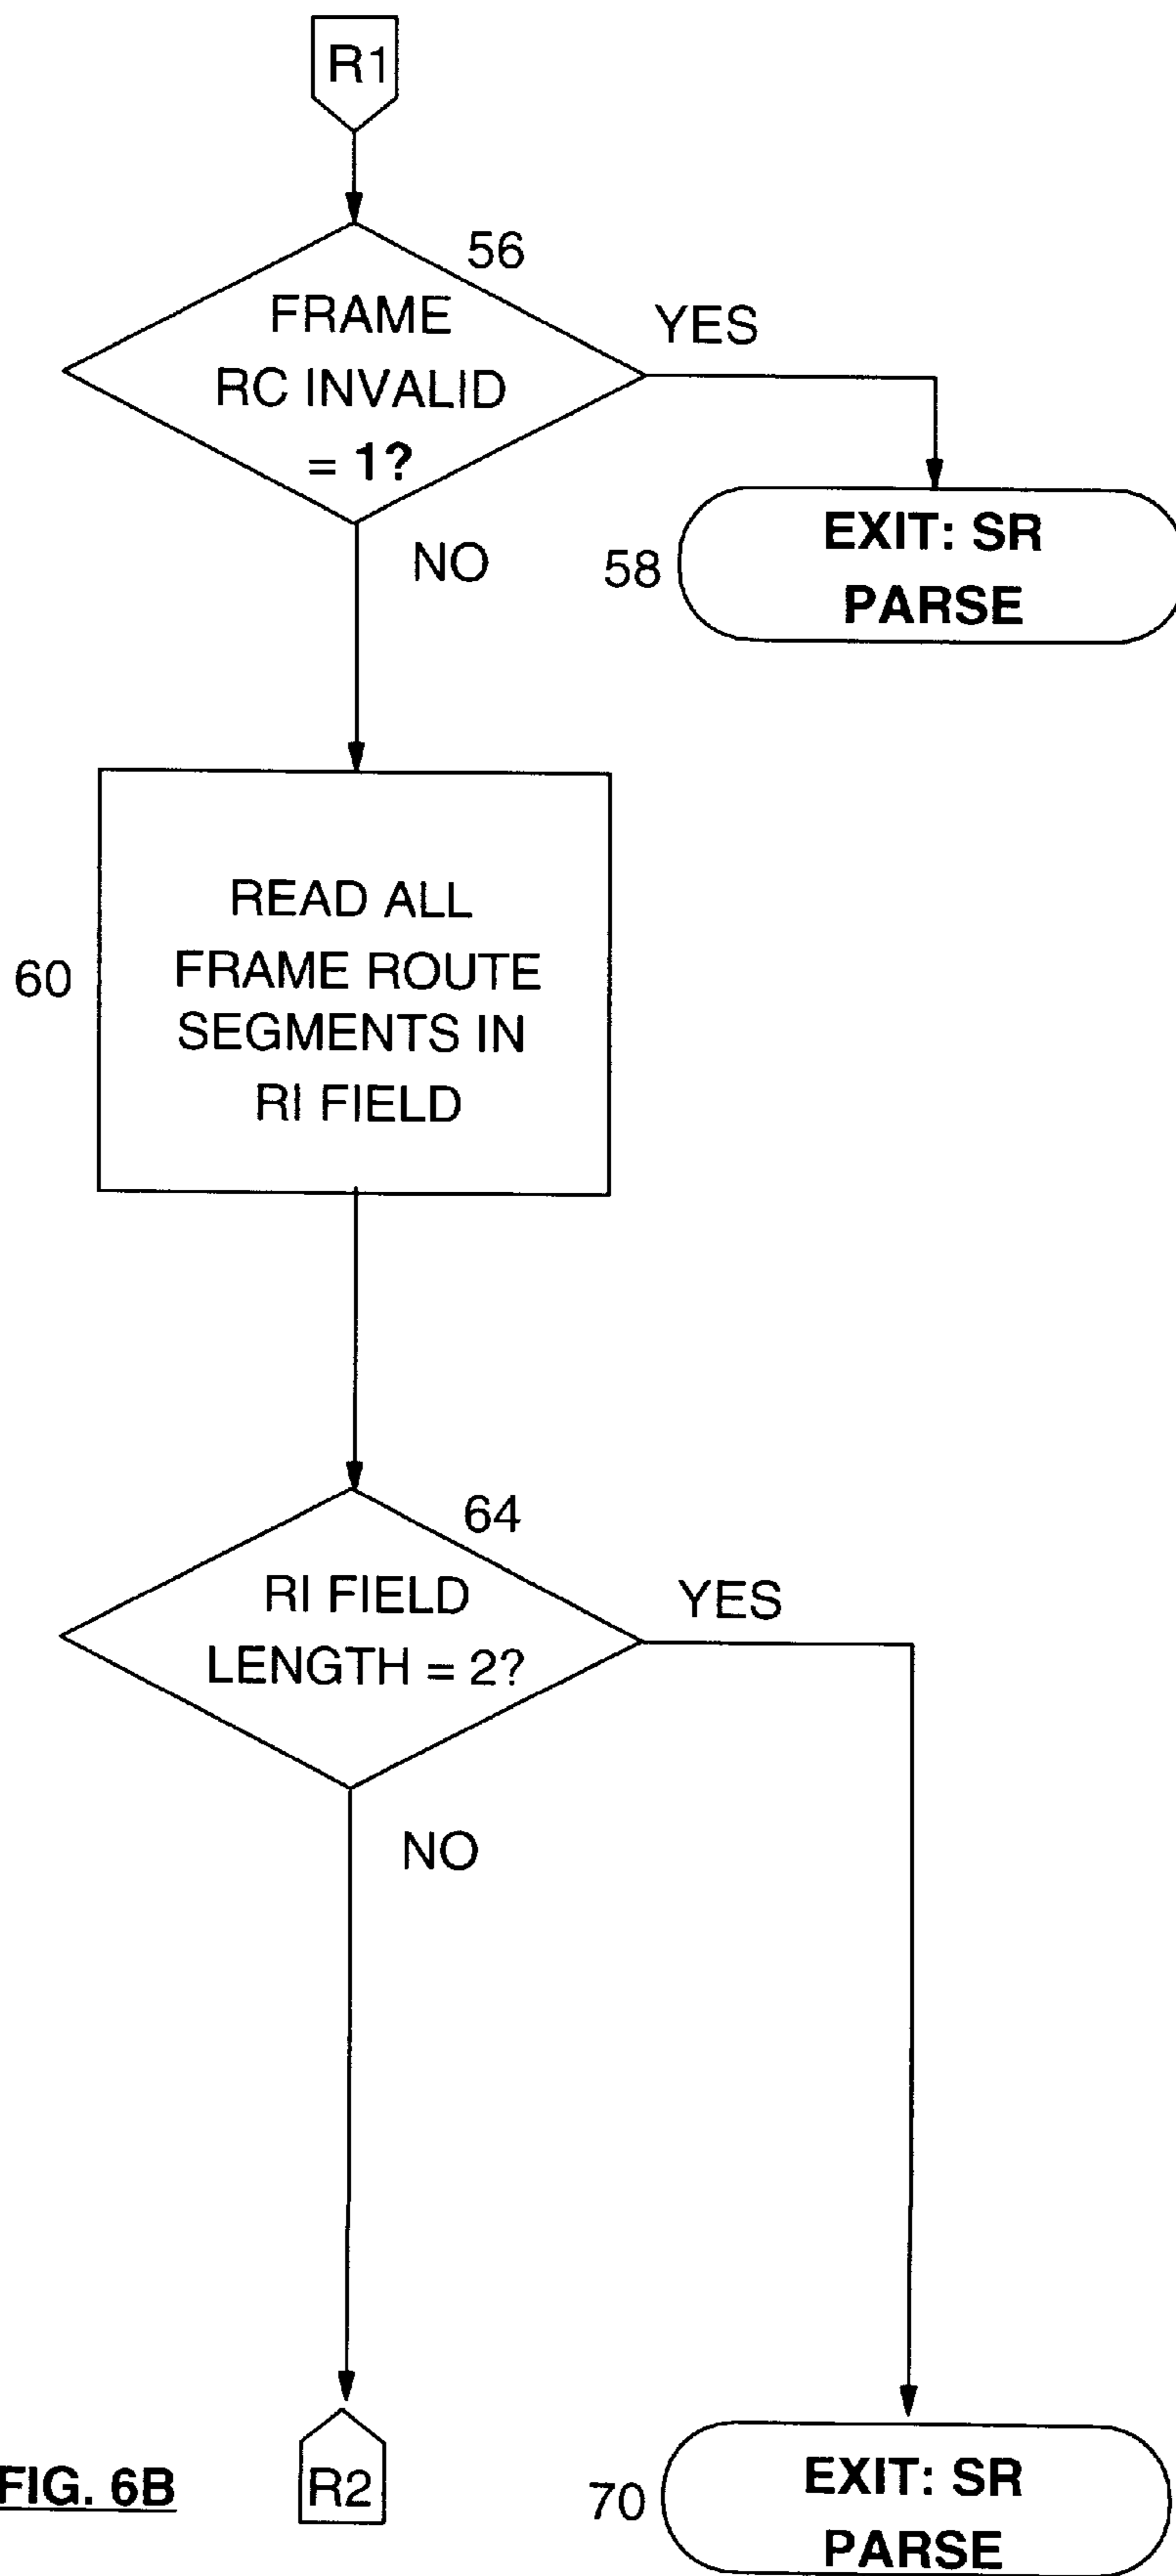 R1
56
FRAME
RC INVALID
= 1?
YES
NO
58
EXIT: SR
PARSE
60
READ ALL
FRAME ROUTE
SEGMENTS IN
RI FIELD
64
RI FIELD
LENGTH = 2?
YES
NO
FIG. 6B
R2
70
EXIT: SR
PARSE